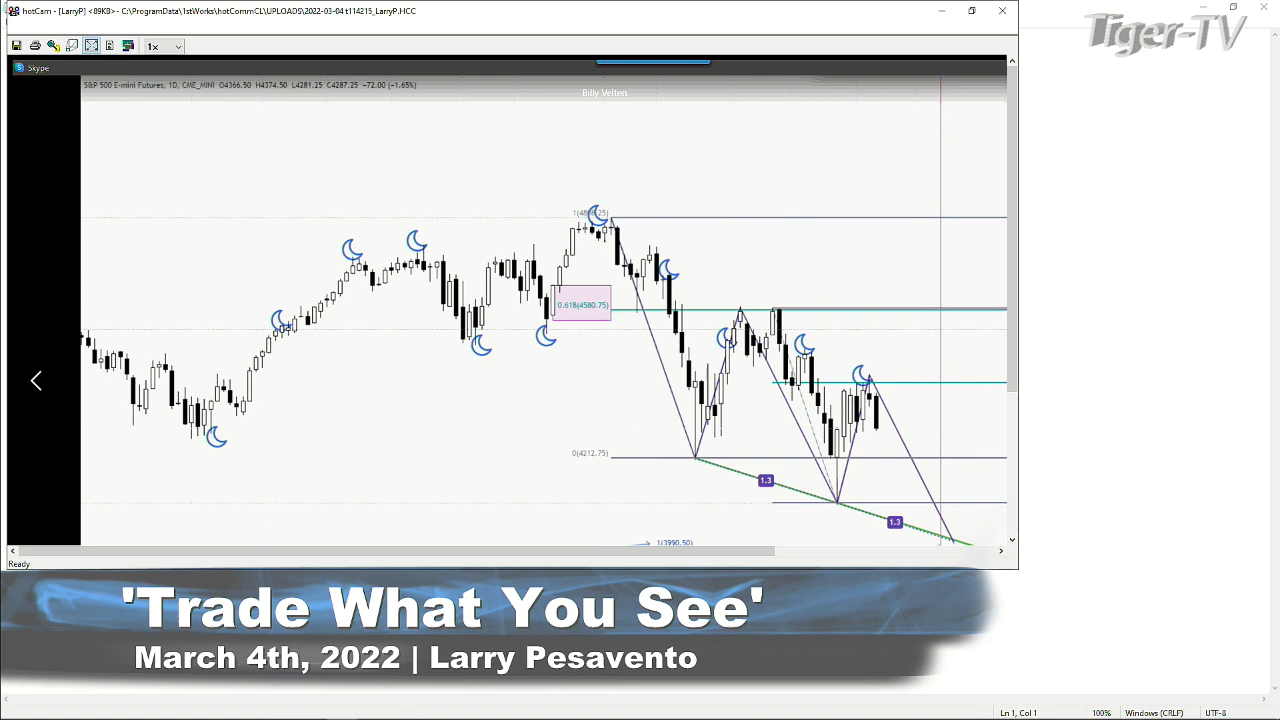 hotCam - [LarryP] <89KB> - C:\ProgramData\1stWorks\hotCommCL\UPLOADS\2022-03-04 t114215_LarryP.HCC
Tiger-TV
1x
Skype
S&P 500 E-mini Futures, 1D, CME_MINI O4366.50 H4374.50 L4281.25 C4287.25 -72.00 (-1.65%)
Billy Velten
0.618(4580.75)
0(4212.75)
1.3
1.3
1(3990.50)
Ready
'Trade What You See'
March 4th, 2022 | Larry Pesavento
Ln 1, Col 1 100% Windows (CRLF) UTF-8